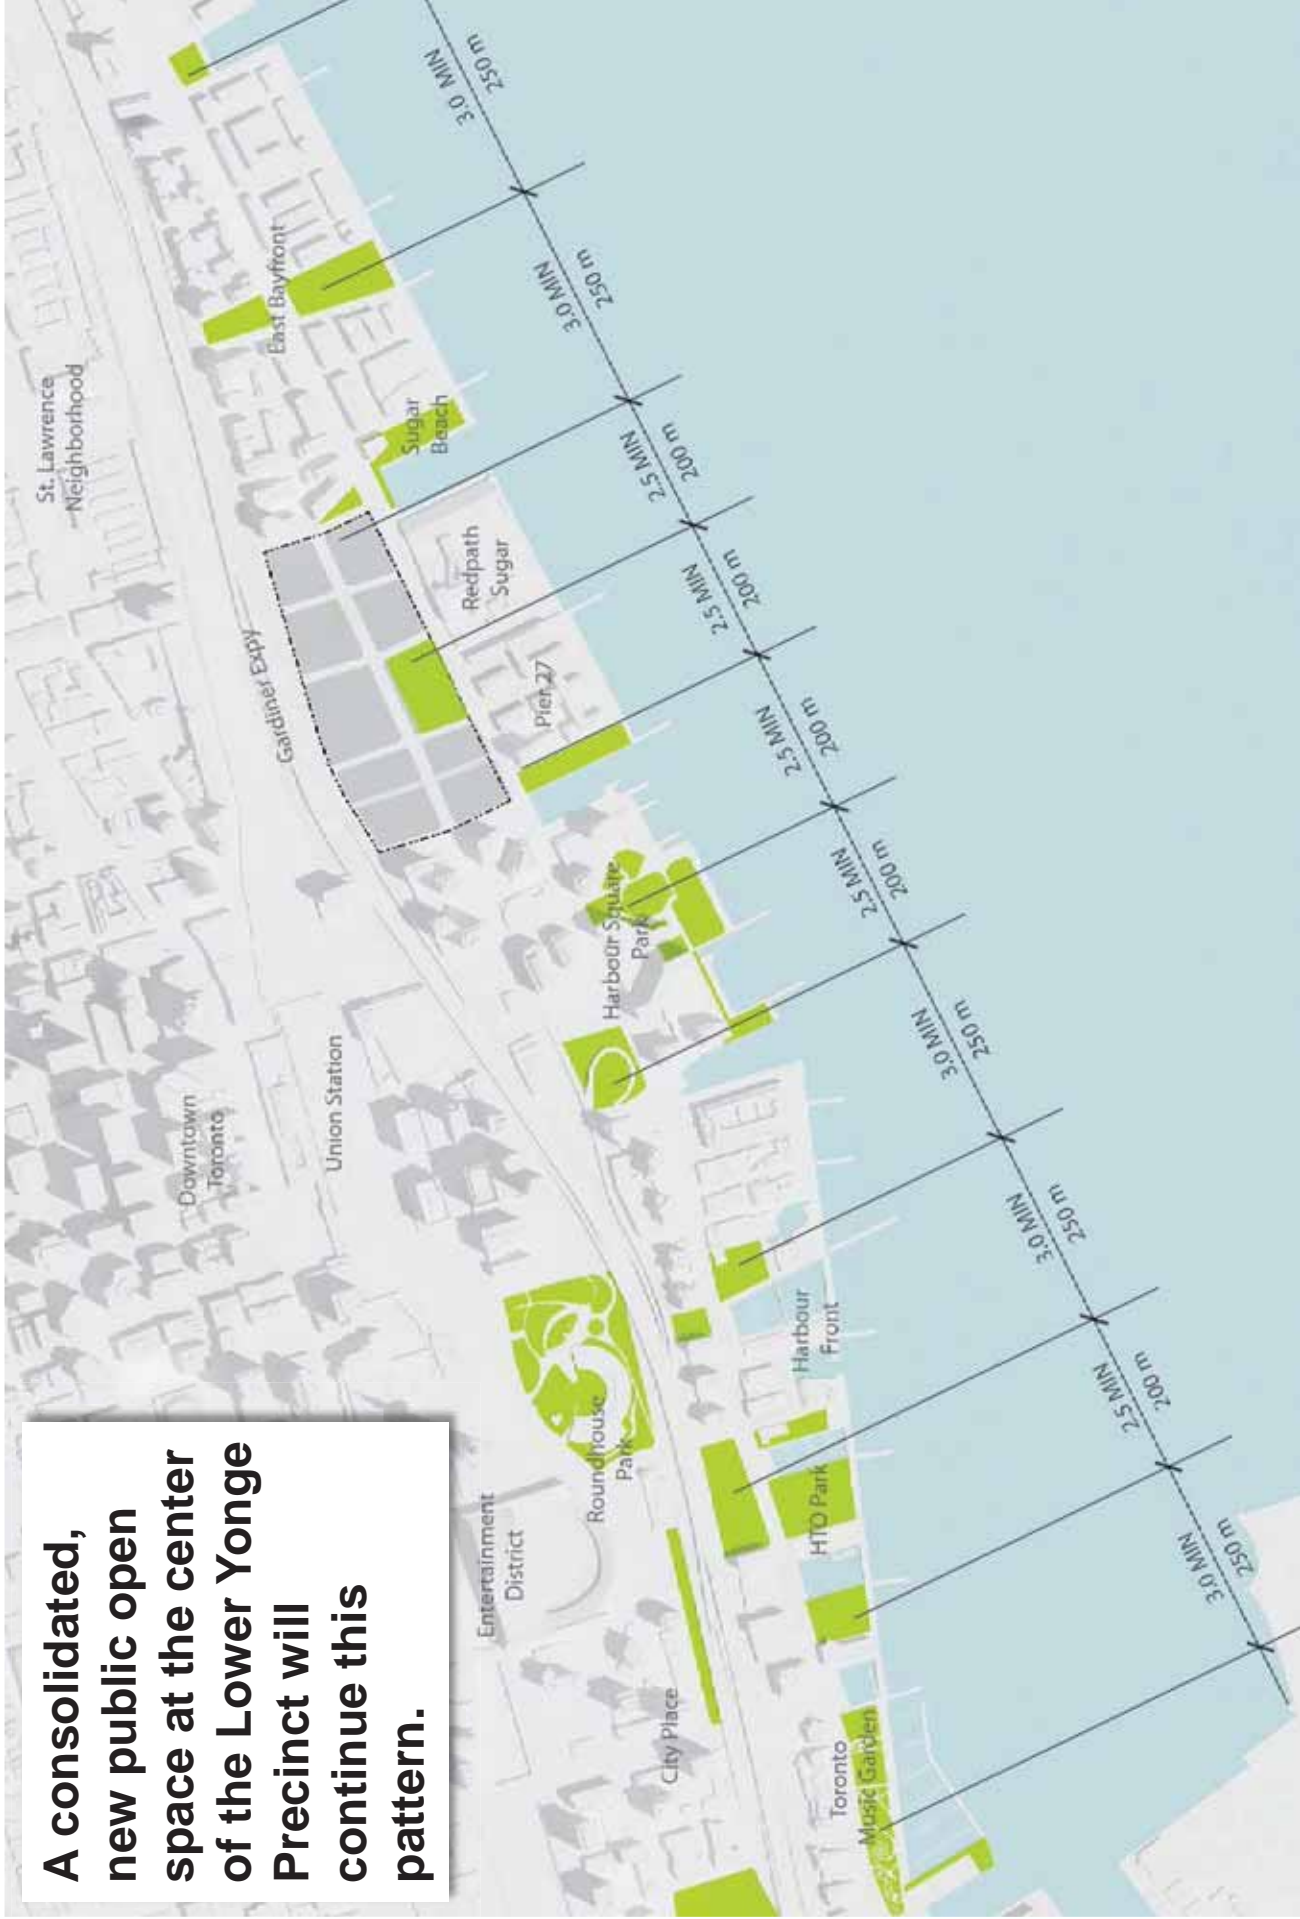 A consolidated,
new public open
space at the center
of the Lower Yonge
Precinct will
continue this
pattern.
St. Lawrence
Neighborhood
Downtown
Toronto
Gardiner Expy
East Bayfront
Union Station
Sugar
Beach
Redpath
Sugar
Entertainment
District
Pier 27
Roundhouse
Park
Harbour Square
Park
City Place
Harbour
Front
HTO Park
Toronto
Music Garden
3.0 MIN
250 m
2.5 MIN
200 m
3.0 MIN
250 m
3.0 MIN
250 m
2.5 MIN
200 m
2.5 MIN
200 m
2.5 MIN
200 m
2.5 MIN
200 m
3.0 MIN
250 m
3.0 MIN
250 m